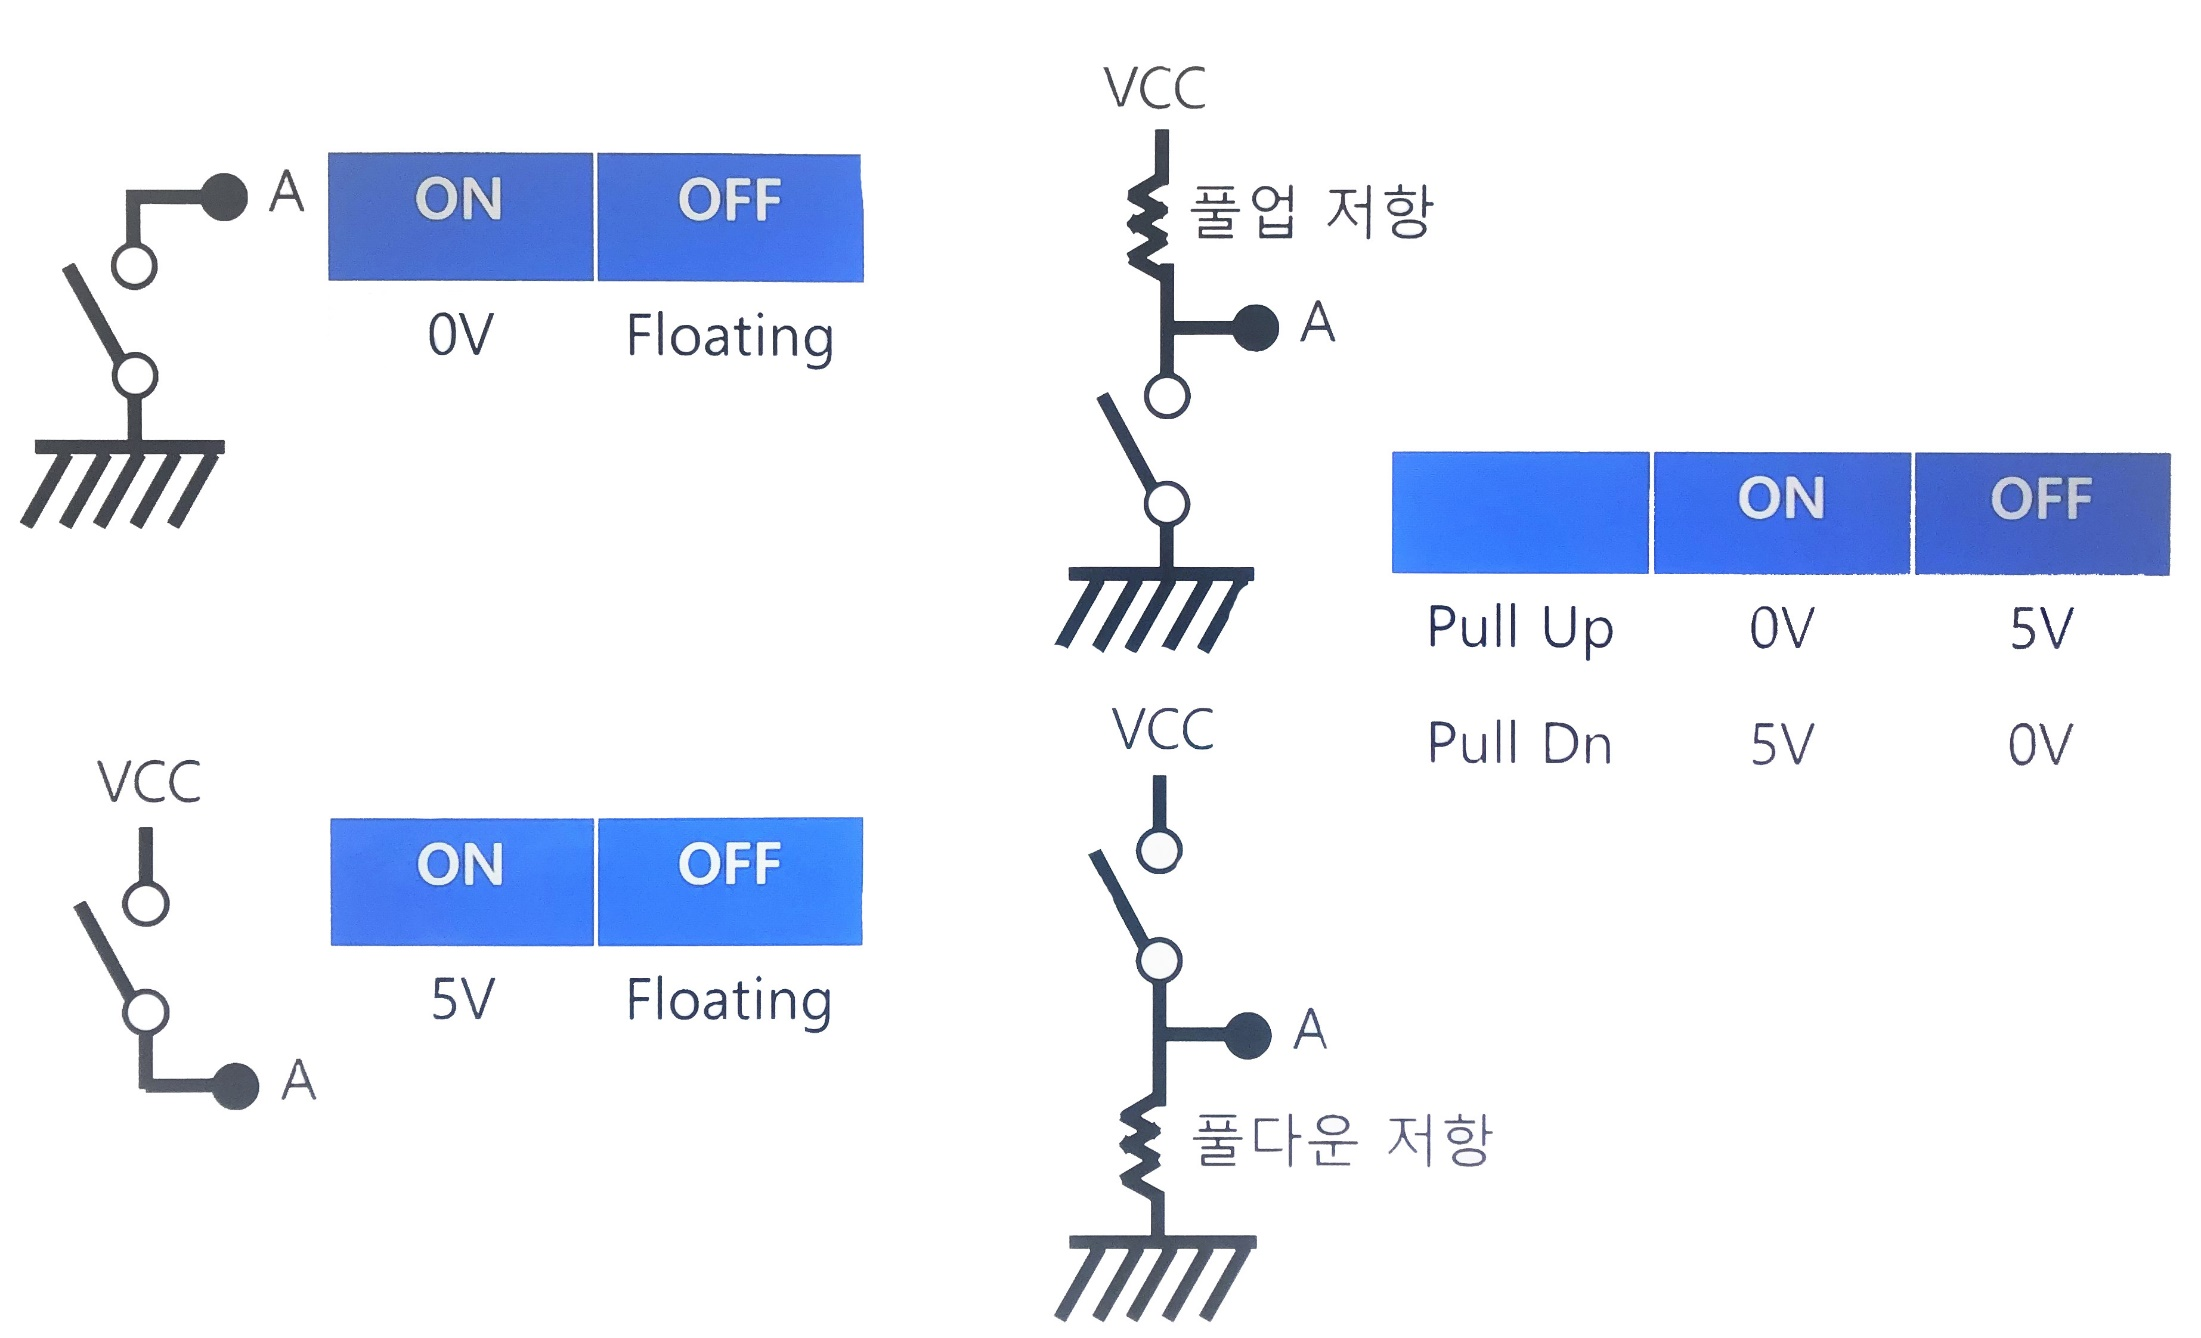 A
ON OFF
0V Floating
VCC
ON OFF
5V Floating
A
VCC
풀업 저항
A
ON OFF
Pull Up 0V 5V
Pull Dn 5V 0V
VCC
A
풀다운 저항